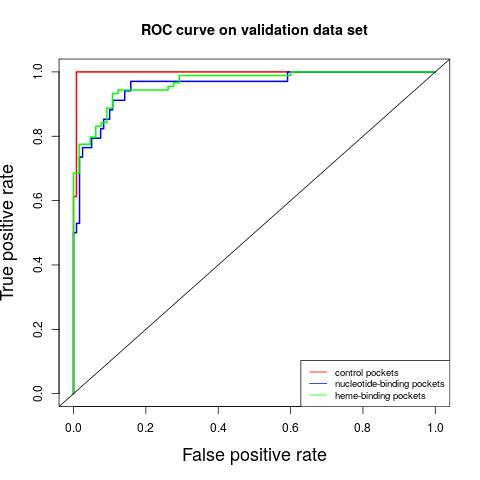 ROC curve on validation data set
True positive rate
1.0
0.8
0.6
0.4
0.2
0.0
control pockets
nucleotide-binding pockets
heme-binding pockets
0.0 0.2 0.4 0.6 0.8 1.0
False positive rate